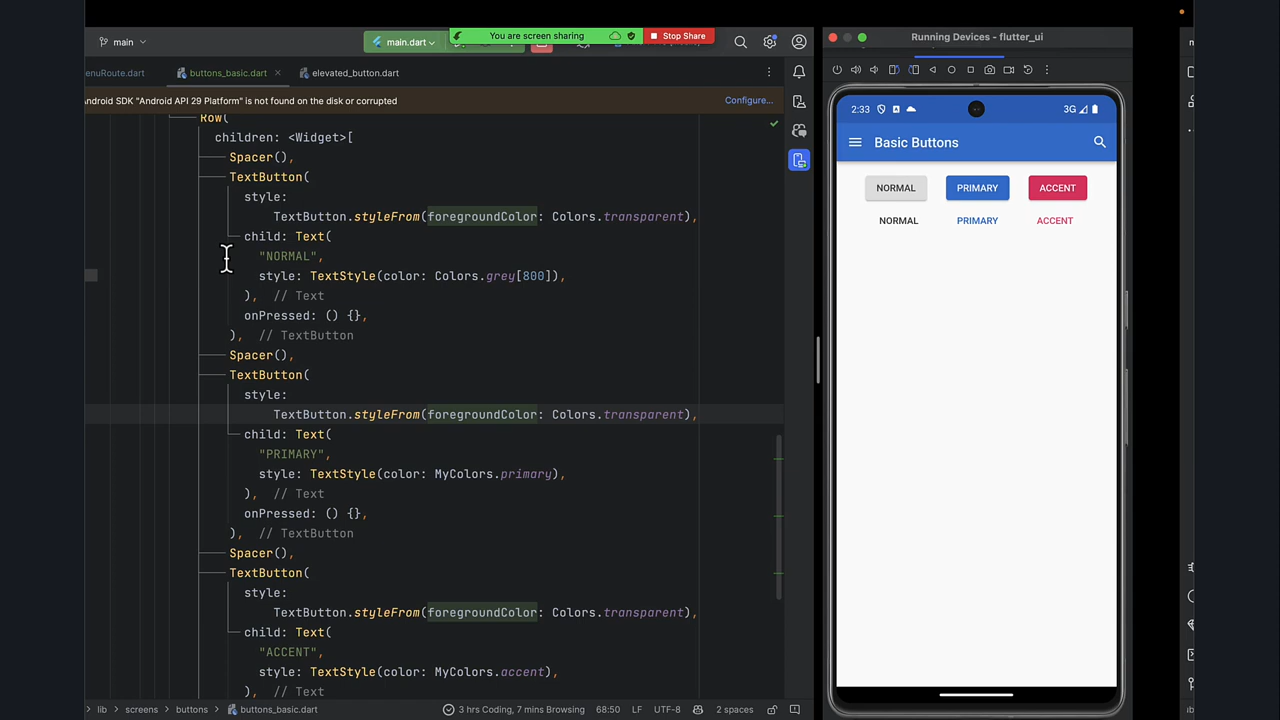 You are screen sharing
Stop Share
main
main.dart
Running Devices - flutter_ui
enuRoute.dart
buttons_basic.dart
elevated_button.dart
Android SDK "Android API 29 Platform" is not found on the disk or corrupted
Configure...
Row(
children: <Widget>[
Spacer(),
TextButton(
style:
TextButton.styleFrom(foregroundColor: Colors.transparent),
child: Text(
"NORMAL",
style: TextStyle(color: Colors.grey[800]),
), // Text
onPressed: () {},
), // TextButton
Spacer(),
TextButton(
style:
TextButton.styleFrom(foregroundColor: Colors.transparent),
child: Text(
"PRIMARY",
style: TextStyle(color: MyColors.primary),
), // Text
onPressed: () {},
), // TextButton
Spacer(),
TextButton(
style:
TextButton.styleFrom(foregroundColor: Colors.transparent),
child: Text(
"ACCENT",
style: TextStyle(color: MyColors.accent),
), // Text
lib > screens > buttons > buttons_basic.dart
3 hrs Coding, 7 mins Browsing
68:50
LF
UTF-8
2 spaces
2:33
3G
Basic Buttons
NORMAL PRIMARY ACCENT
NORMAL PRIMARY ACCENT